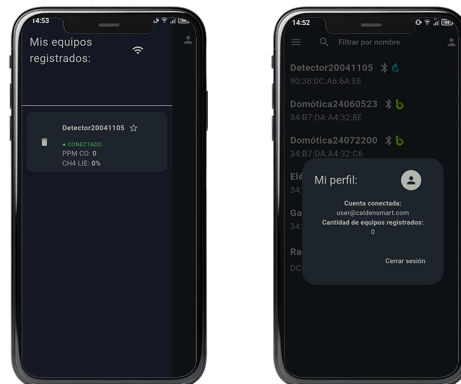 14:53
Mis equipos
registrados:
Detector20041105
• CONECTADO
PPM CO: 0
CH4 LIE: 0%
14:52
Filtrar por nombre
Detector20041105
90:38:0C:A6:6A:EE
Domótica24060523
34:B7:DA:A4:32:8E
Domótica24072200
34:B7:DA:A4:32:C6
Mi perfil:
Cuenta conectada:
user@caldensmart.com
Cantidad de equipos registrados:
0
Cerrar sesión